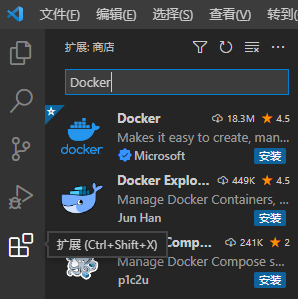 文件(F) 编辑(E) 选择(S) 查看(V) 转到(
扩展: 商店
Docker
Docker 18.3M 4.5
Makes it easy to create, man...
Microsoft 安装
docker
Docker Explo... 449K 4.5
Manage Docker Containers, ...
Jun Han 安装
扩展 (Ctrl+Shift+X)
Comp... 241K 2
Manage Docker Compose s...
p1c2u 安装